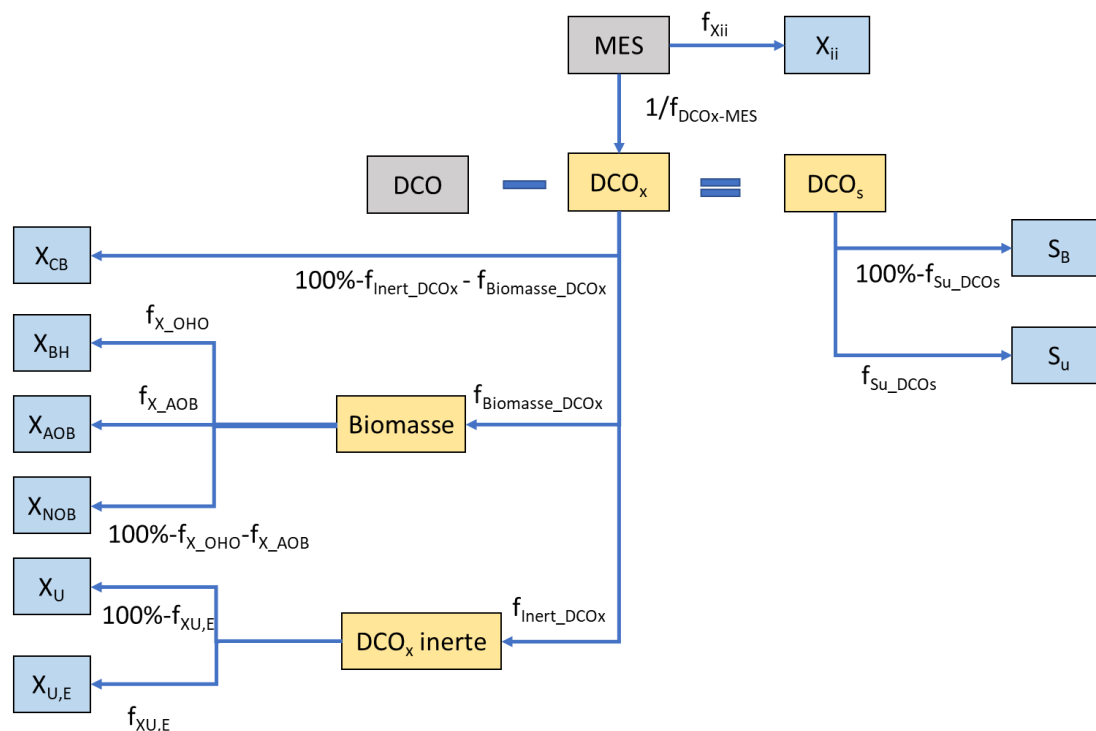 MES
f_Xii
X_ii
1/f_DCOx-MES
DCO
DCO_x
DCO_s
X_CB
100%-f_Inert_DCOx - f_Biomasse_DCOx
S_B
100%-f_Su_DCOs
f_X_OHO
X_BH
S_u
f_Su_DCOs
f_X_AOB
f_Biomasse_DCOx
X_AOB
Biomasse
X_NOB
100%-f_X_OHO-f_X_AOB
X_U
100%-f_XU,E
f_Inert_DCOx
DCO_x inerte
X_U,E
f_XU,E